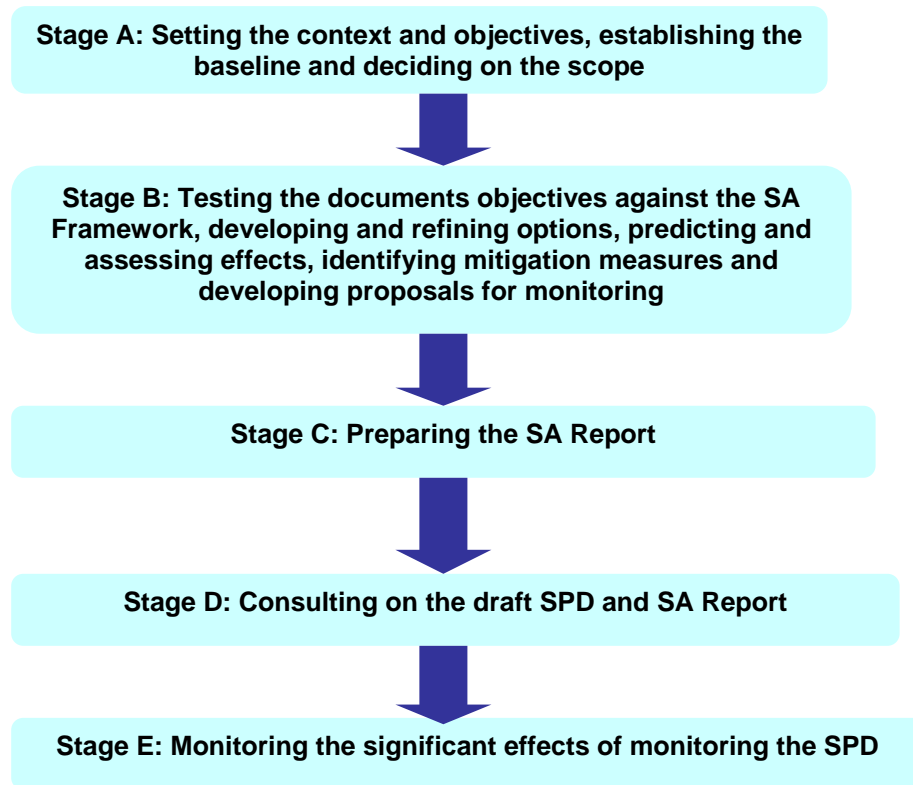 Stage A: Setting the context and objectives, establishing the
baseline and deciding on the scope
Stage B: Testing the documents objectives against the SA
Framework, developing and refining options, predicting and
assessing effects, identifying mitigation measures and
developing proposals for monitoring
Stage C: Preparing the SA Report
Stage D: Consulting on the draft SPD and SA Report
Stage E: Monitoring the significant effects of monitoring the SPD